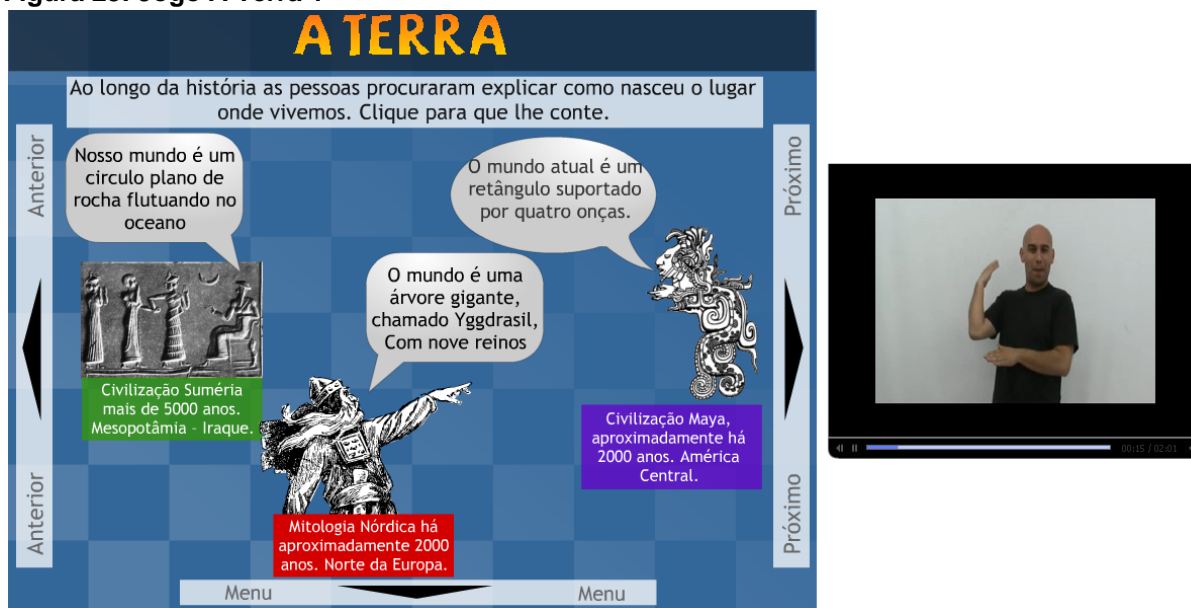 A TERRA
Ao longo da história as pessoas procuraram explicar como nasceu o lugar
onde vivemos. Clique para que lhe conte.
Anterior
Nosso mundo é um
circulo plano de
rocha flutuando no
oceano
O mundo atual é um
retângulo suportado
por quatro onças.
Próximo
O mundo é uma
árvore gigante,
chamado Yggdrasil,
Com nove reinos
Civilização Suméria
mais de 5000 anos.
Mesopotâmia - Iraque.
Civilização Maya,
aproximadamente há
2000 anos. América
Central.
Anterior
Mitologia Nórdica há
aproximadamente 2000
anos. Norte da Europa.
Próximo
Menu
Menu
00:15 / 02:01